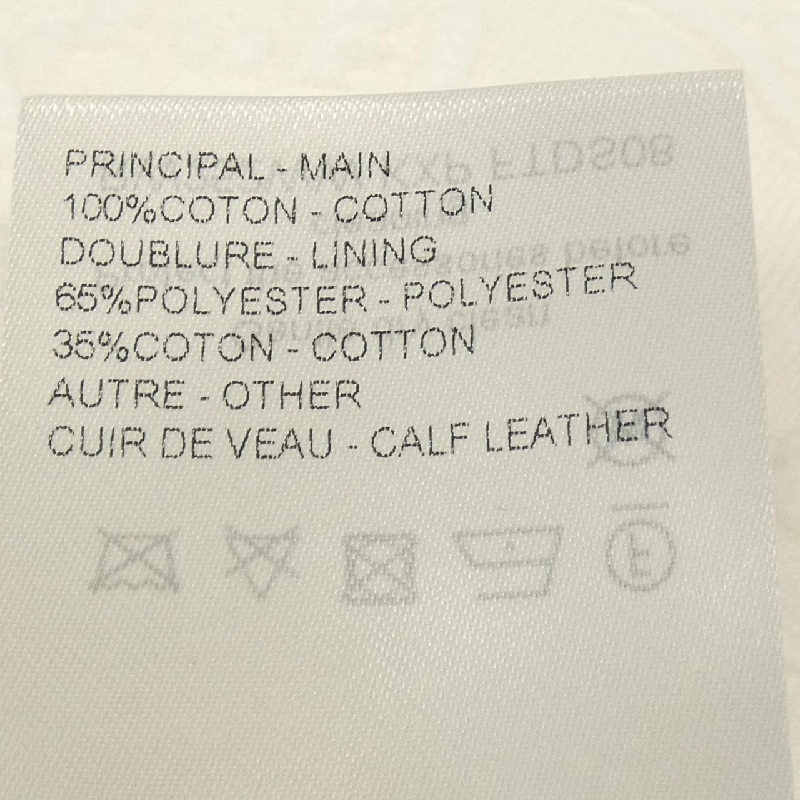 PRINCIPAL - MAIN
100%COTON - COTTON
DOUBLURE - LINING
65%POLYESTER - POLYESTER
35%COTON - COTTON
AUTRE - OTHER
CUIR DE VEAU - CALF LEATHER